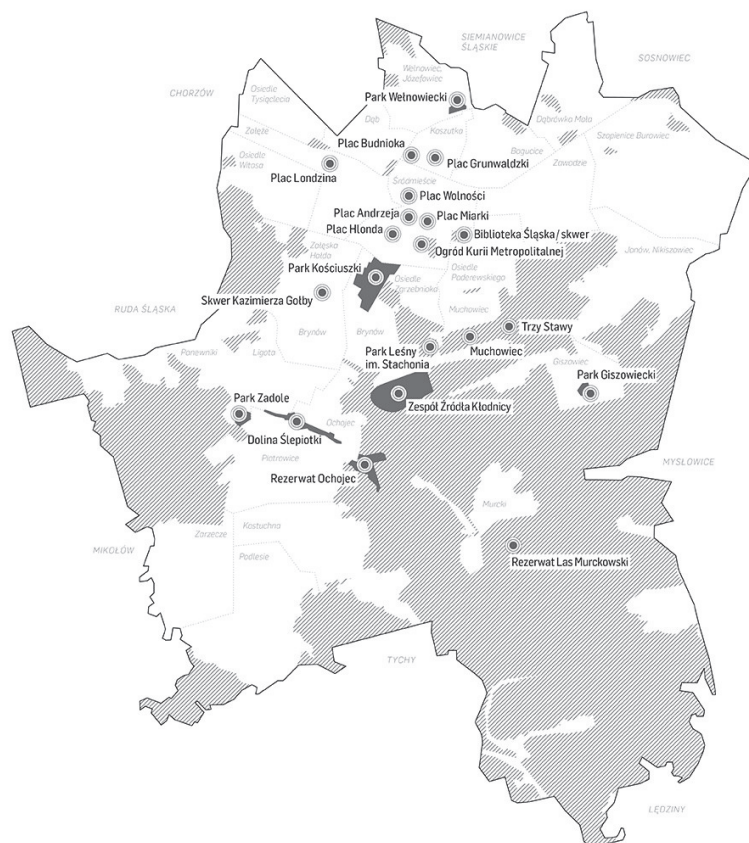 SIEMIANOWICE
ŚLĄSKIE
SOSNOWIEC
CHORZÓW
Wełnowiec,
Józefowiec
Osiedle
Tysiąclecia
Park Wełnowiecki
Dąb
Koszutka
Dąbrówka Mała
Załęże
Bogucice
Szopienice Burowiec
Plac Budnioka
Zawodzie
Osiedle
Witosa
Plac Grunwaldzki
Plac Londzina
Śródmieście
Plac Wolności
Plac Andrzeja
Plac Miarki
Plac Hlonda
Biblioteka Śląska / skwer
Ogród Kurii Metropolitalnej
Janów, Nikiszowiec
Załęska
Hałda
Park Kościuszki
Osiedle
Paderewskiego
Osiedle
Zgrzebnioka
Skwer Kazimierza Gołby
RUDA ŚLĄSKA
Brynów
Brynów
Muchowiec
Trzy Stawy
Muchowiec
Park Leśny
im. Stachonia
Panewniki
Ligota
Giszowiec
Park Giszowiecki
Park Zadole
Zespół Źródła Kłodnicy
Dolina Ślepiotki
Ochojec
Piotrowice
Rezerwat Ochojec
MYSŁOWICE
Murcki
Kostuchna
Zarzecze
MIKOŁÓW
Podlesie
Rezerwat Las Murckowski
TYCHY
LĘDZINY